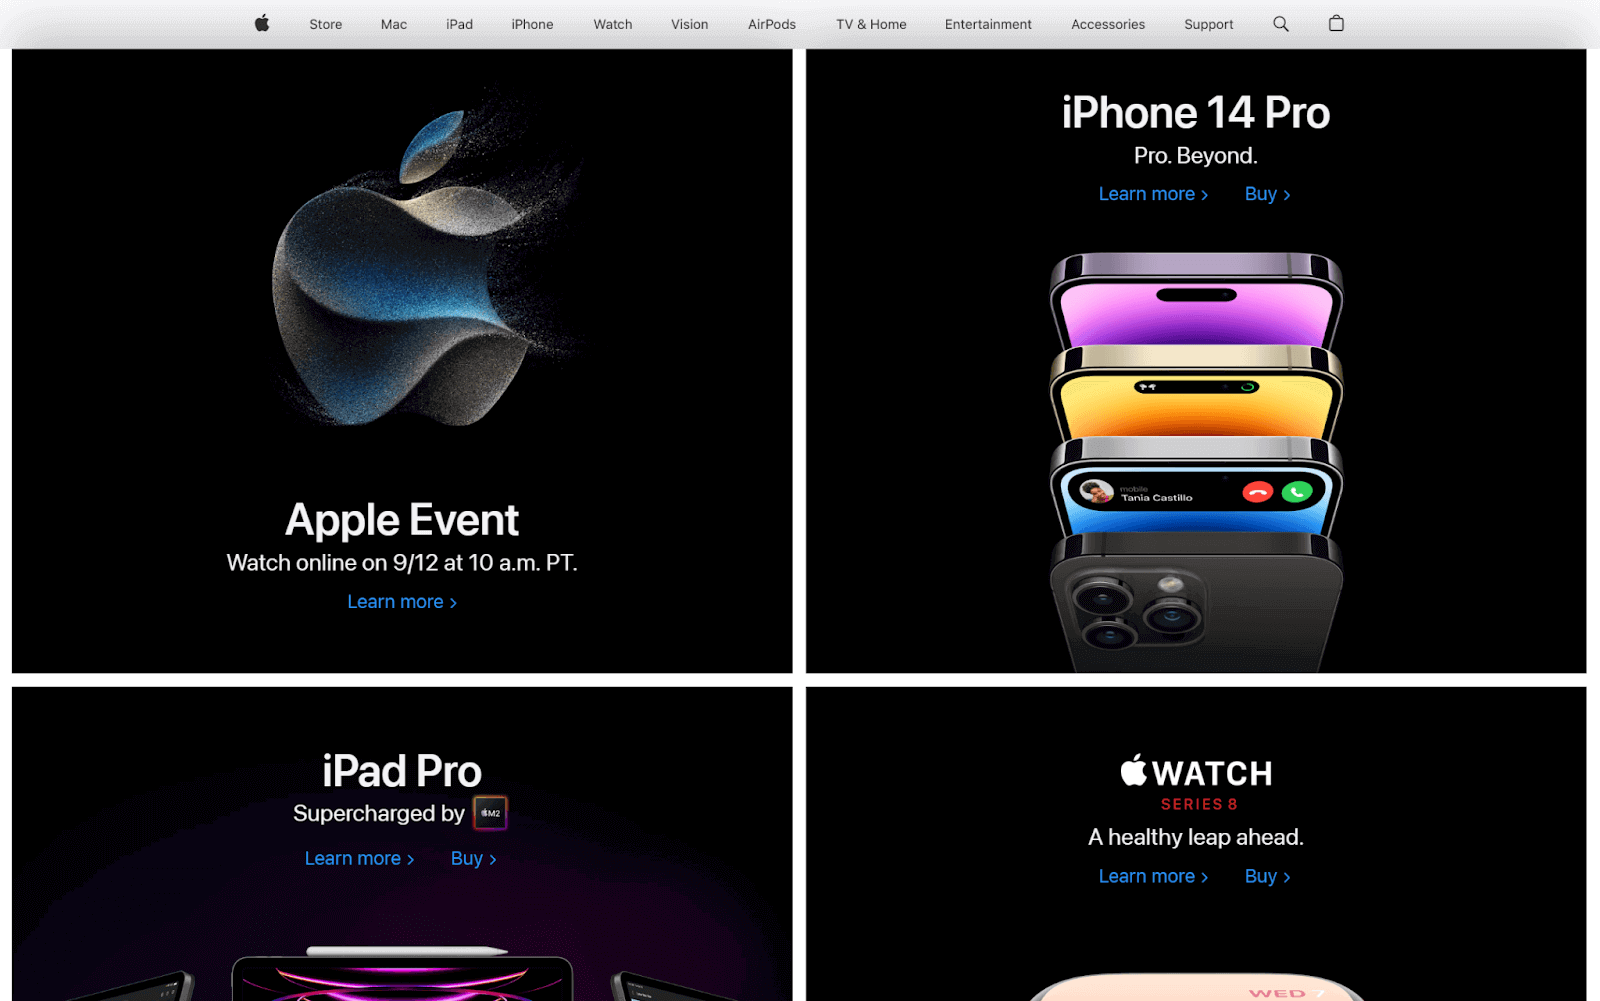 Store Mac iPad iPhone Watch Vision AirPods TV & Home Entertainment Accessories Support
Apple Event
Watch online on 9/12 at 10 a.m. PT.
Learn more >
iPhone 14 Pro
Pro. Beyond.
Learn more > Buy >
mobile
Tania Castillo
iPad Pro
Supercharged by M2
Learn more > Buy >
WATCH
SERIES 8
A healthy leap ahead.
Learn more > Buy >
WED 7